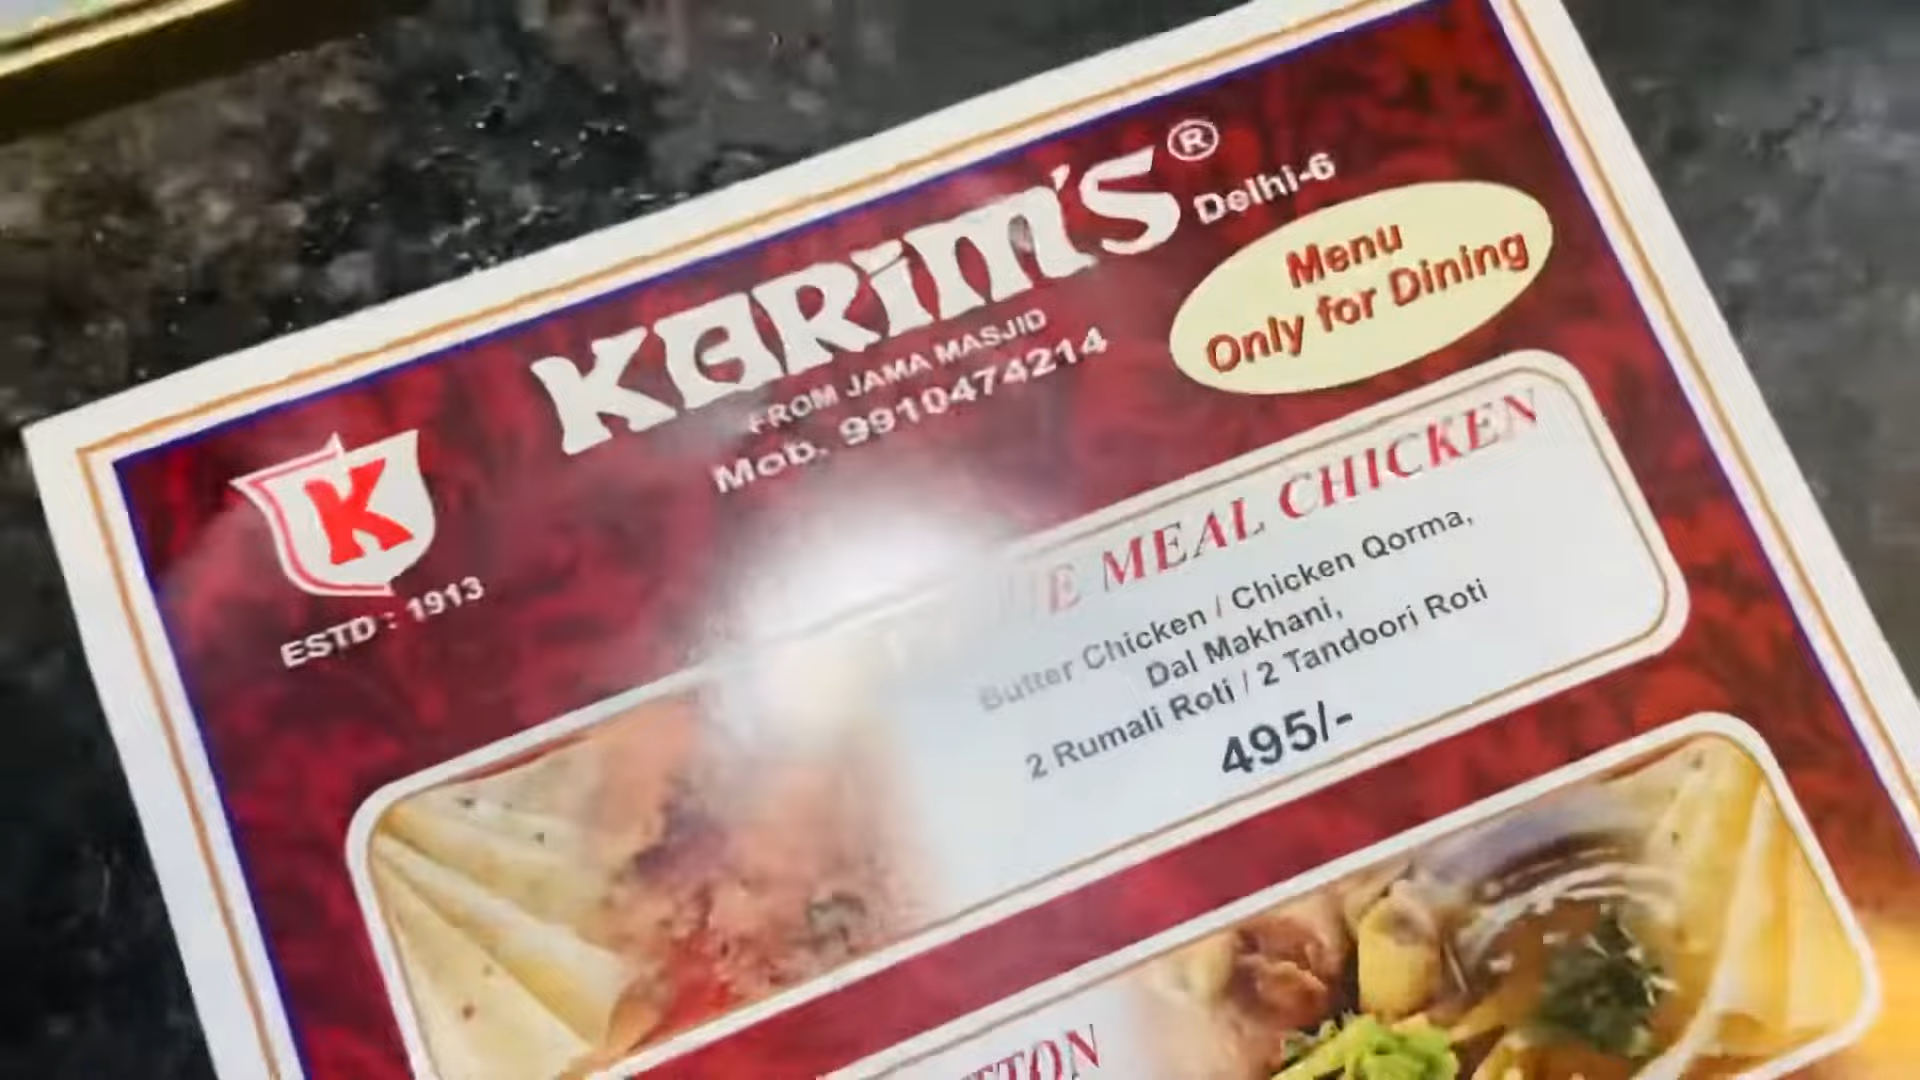 KARIM'S®
Delhi-6
FROM JAMA MASJID
Mob. 9910474214
Menu
Only for Dining
K
ESTD : 1913
MEAL CHICKEN
Butter Chicken / Chicken Qorma,
Dal Makhani,
2 Rumali Roti / 2 Tandoori Roti
495/-